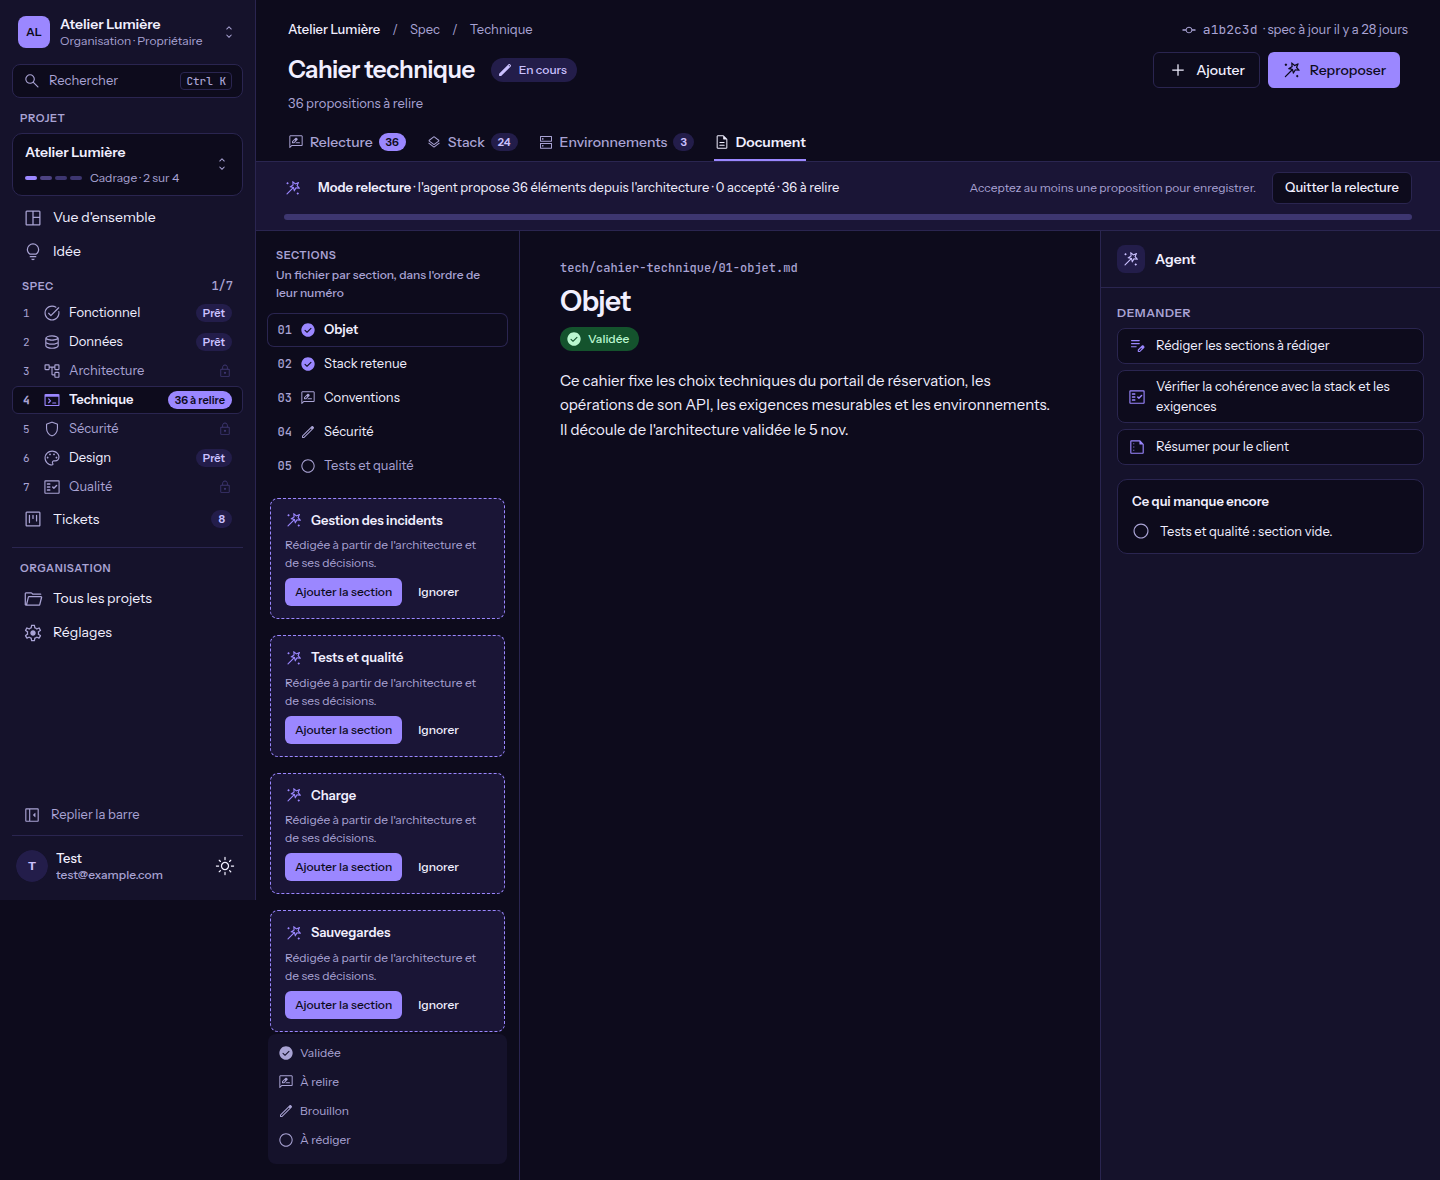 AL
Atelier Lumière
Organisation · Propriétaire
Rechercher
Ctrl K
PROJET
Atelier Lumière
Cadrage · 2 sur 4
Vue d'ensemble
Idée
SPEC
1/7
1 Fonctionnel Prêt
2 Données Prêt
3 Architecture
4 Technique 36 à relire
5 Sécurité
6 Design Prêt
7 Qualité
Tickets 8
ORGANISATION
Tous les projets
Réglages
Replier la barre
T
Test
test@example.com
Atelier Lumière / Spec / Technique
a1b2c3d · spec à jour il y a 28 jours
Cahier technique
En cours
Ajouter
Reproposer
36 propositions à relire
Relecture 36
Stack 24
Environnements 3
Document
Mode relecture · l'agent propose 36 éléments depuis l'architecture · 0 accepté · 36 à relire
Acceptez au moins une proposition pour enregistrer.
Quitter la relecture
SECTIONS
Un fichier par section, dans l'ordre de
leur numéro
01 Objet
02 Stack retenue
03 Conventions
04 Sécurité
05 Tests et qualité
Gestion des incidents
Rédigée à partir de l'architecture et
de ses décisions.
Ajouter la section
Ignorer
Tests et qualité
Rédigée à partir de l'architecture et
de ses décisions.
Ajouter la section
Ignorer
Charge
Rédigée à partir de l'architecture et
de ses décisions.
Ajouter la section
Ignorer
Sauvegardes
Rédigée à partir de l'architecture et
de ses décisions.
Ajouter la section
Ignorer
Validée
À relire
Brouillon
À rédiger
tech/cahier-technique/01-objet.md
Objet
Validée
Ce cahier fixe les choix techniques du portail de réservation, les
opérations de son API, les exigences mesurables et les environnements.
Il découle de l'architecture validée le 5 nov.
Agent
DEMANDER
Rédiger les sections à rédiger
Vérifier la cohérence avec la stack et les
exigences
Résumer pour le client
Ce qui manque encore
Tests et qualité : section vide.